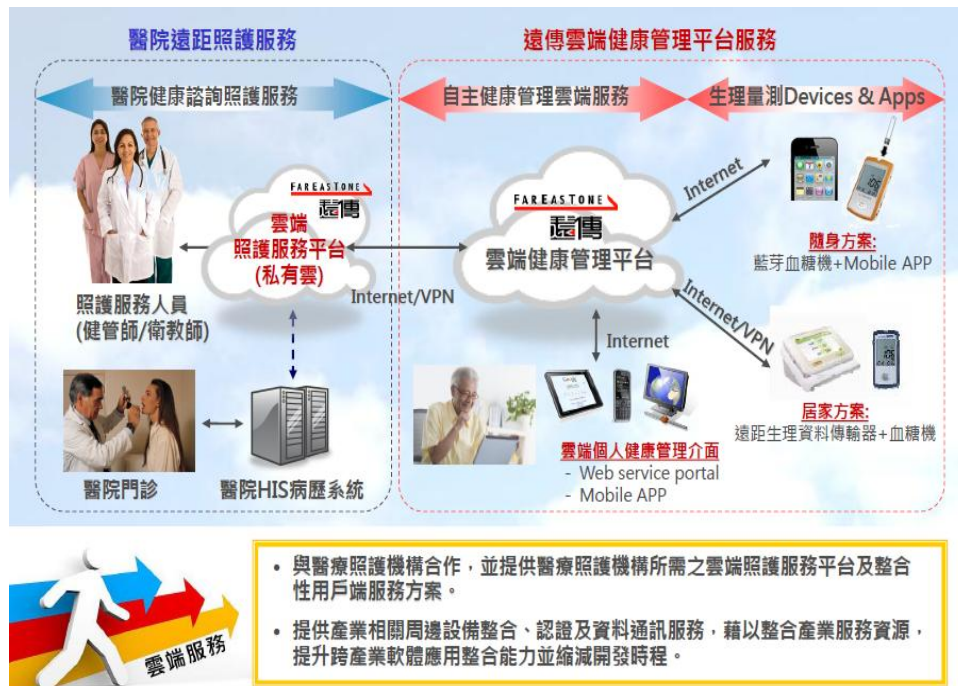 醫院遠距照護服務
遠傳雲端健康管理平台服務
醫院健康諮詢照護服務
自主健康管理雲端服務
生理量測Devices & Apps
FAREASTONE
遠傳
雲端
照護服務平台
(私有雲)
照護服務人員
(健管師/衛教師)
Internet/VPN
醫院門診
醫院HIS病歷系統
FAREASTONE
遠傳
雲端健康管理平台
Internet
隨身方案:
藍芽血糖機+Mobile APP
Internet/VPN
居家方案:
遠距生理資料傳輸器+血糖機
Internet
雲端個人健康管理介面
- Web service portal
- Mobile APP
雲端服務
• 與醫療照護機構合作，並提供醫療照護機構所需之雲端照護服務平台及整合
性用戶端服務方案。
• 提供產業相關周邊設備整合、認證及資料通訊服務，藉以整合產業服務資源，
提升跨產業軟體應用整合能力並縮減開發時程。